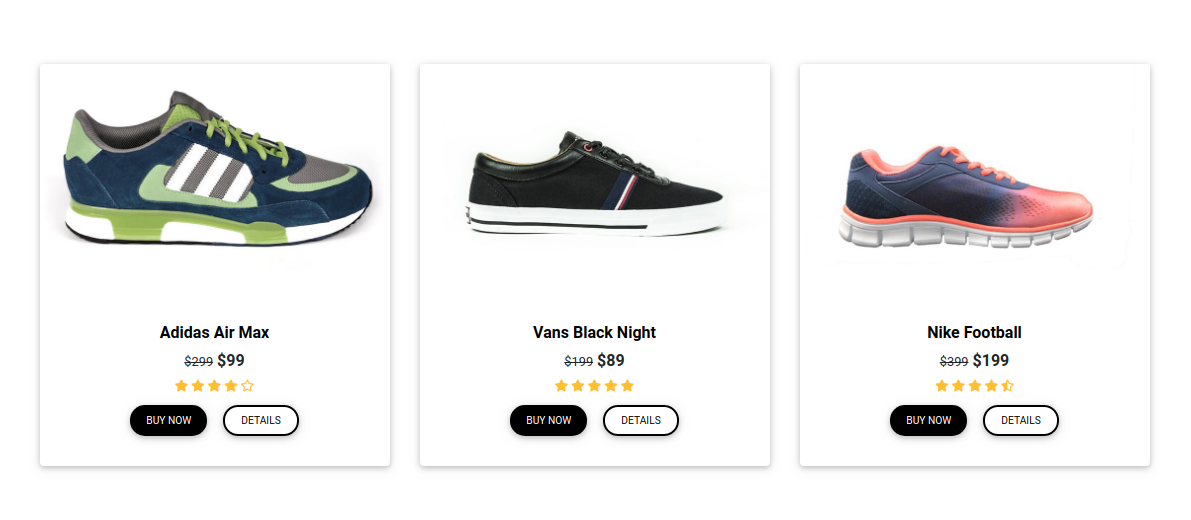 Adidas Air Max
$299 $99
BUY NOW DETAILS
Vans Black Night
$199 $89
BUY NOW DETAILS
Nike Football
$399 $199
BUY NOW DETAILS